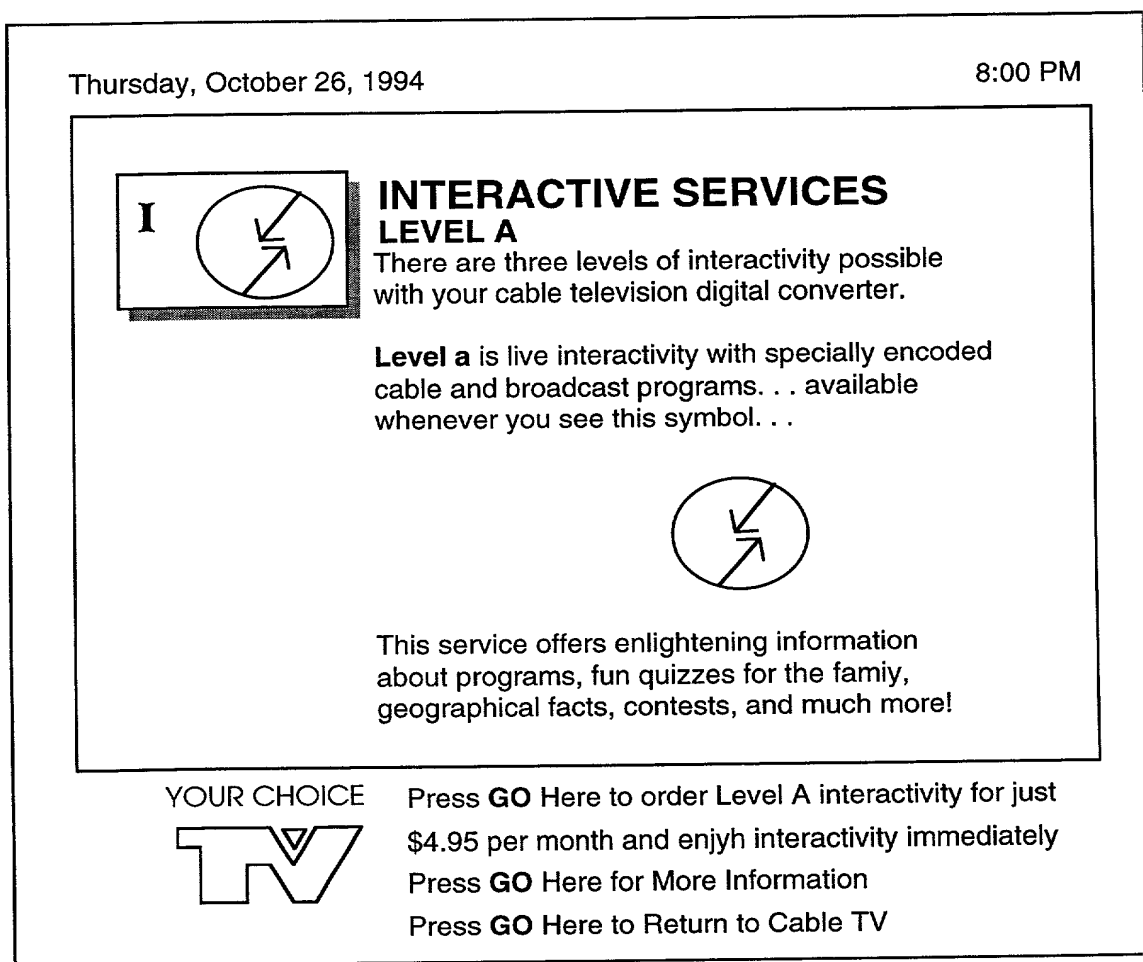 Thursday, October 26, 1994
8:00 PM
I
INTERACTIVE SERVICES
LEVEL A
There are three levels of interactivity possible
with your cable television digital converter.
Level a is live interactivity with specially encoded
cable and broadcast programs. . . available
whenever you see this symbol. . .
This service offers enlightening information
about programs, fun quizzes for the famiy,
geographical facts, contests, and much more!
YOUR CHOICE
TV
Press GO Here to order Level A interactivity for just
$4.95 per month and enjyh interactivity immediately
Press GO Here for More Information
Press GO Here to Return to Cable TV